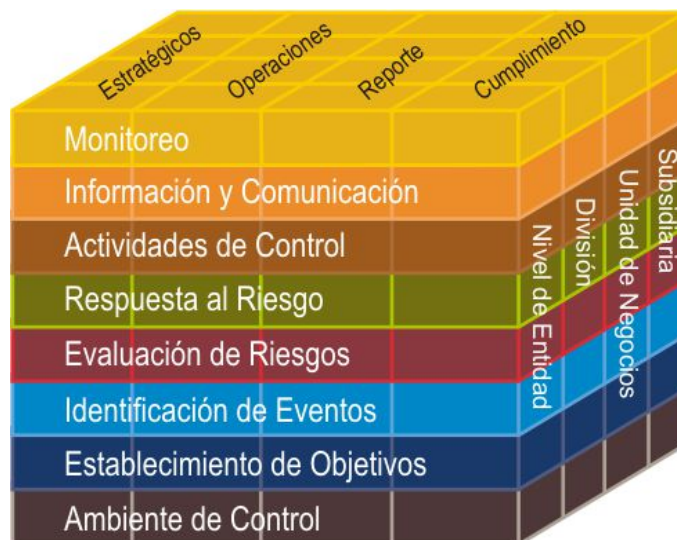 Estratégicos
Operaciones
Reporte
Cumplimiento
Monitoreo
Información y Comunicación
Actividades de Control
Respuesta al Riesgo
Evaluación de Riesgos
Identificación de Eventos
Establecimiento de Objetivos
Ambiente de Control
Nivel de Entidad
División
Unidad de Negocios
Subsidiaria